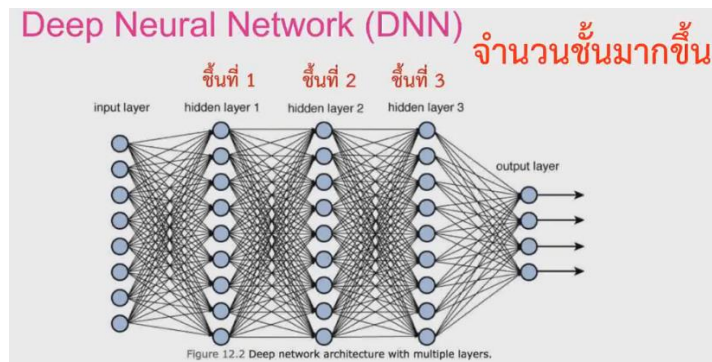 Deep Neural Network (DNN)
จำนวนชั้นมากขึ้น
ชิ้นที่ 1 ชิ้นที่ 2 ชิ้นที่ 3
input layer hidden layer 1 hidden layer 2 hidden layer 3
output layer
Figure 12.2 Deep network architecture with multiple layers.